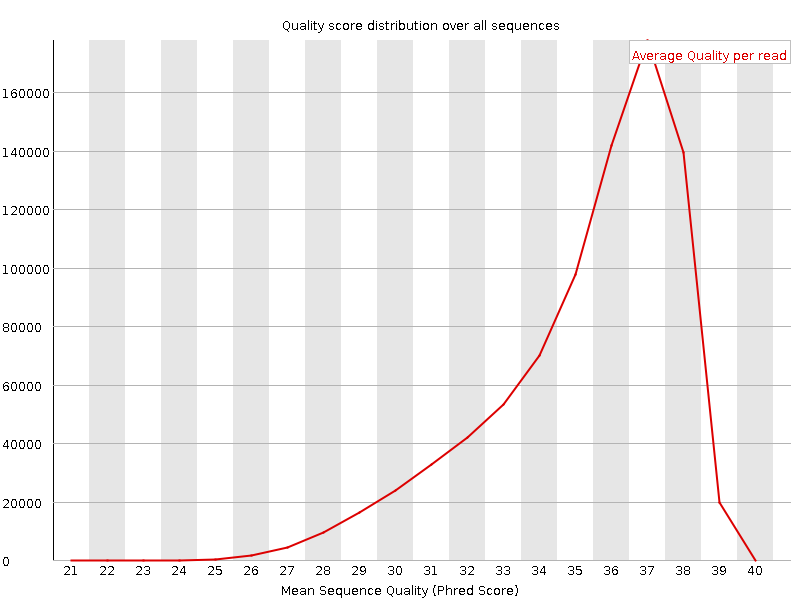 Quality score distribution over all sequences
Average Quality per read
160000
140000
120000
100000
80000
60000
40000
20000
0
21 22 23 24 25 26 27 28 29 30 31 32 33 34 35 36 37 38 39 40
Mean Sequence Quality (Phred Score)